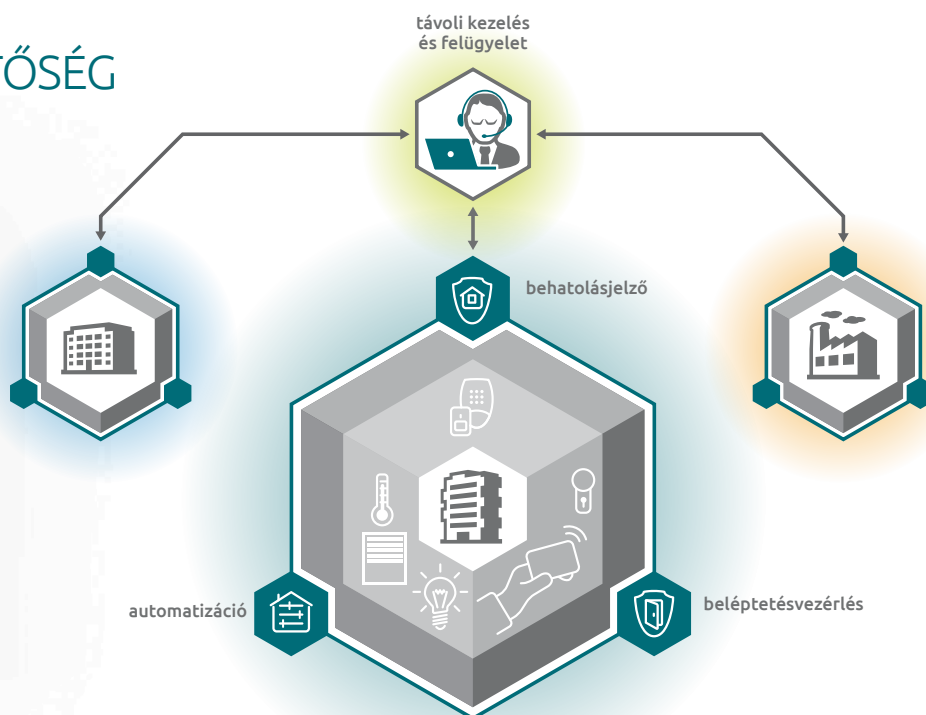 távoli kezelés
és felügyelet
TŐSÉG
behatolásjelző
automatizáció
beléptetésvezérlés